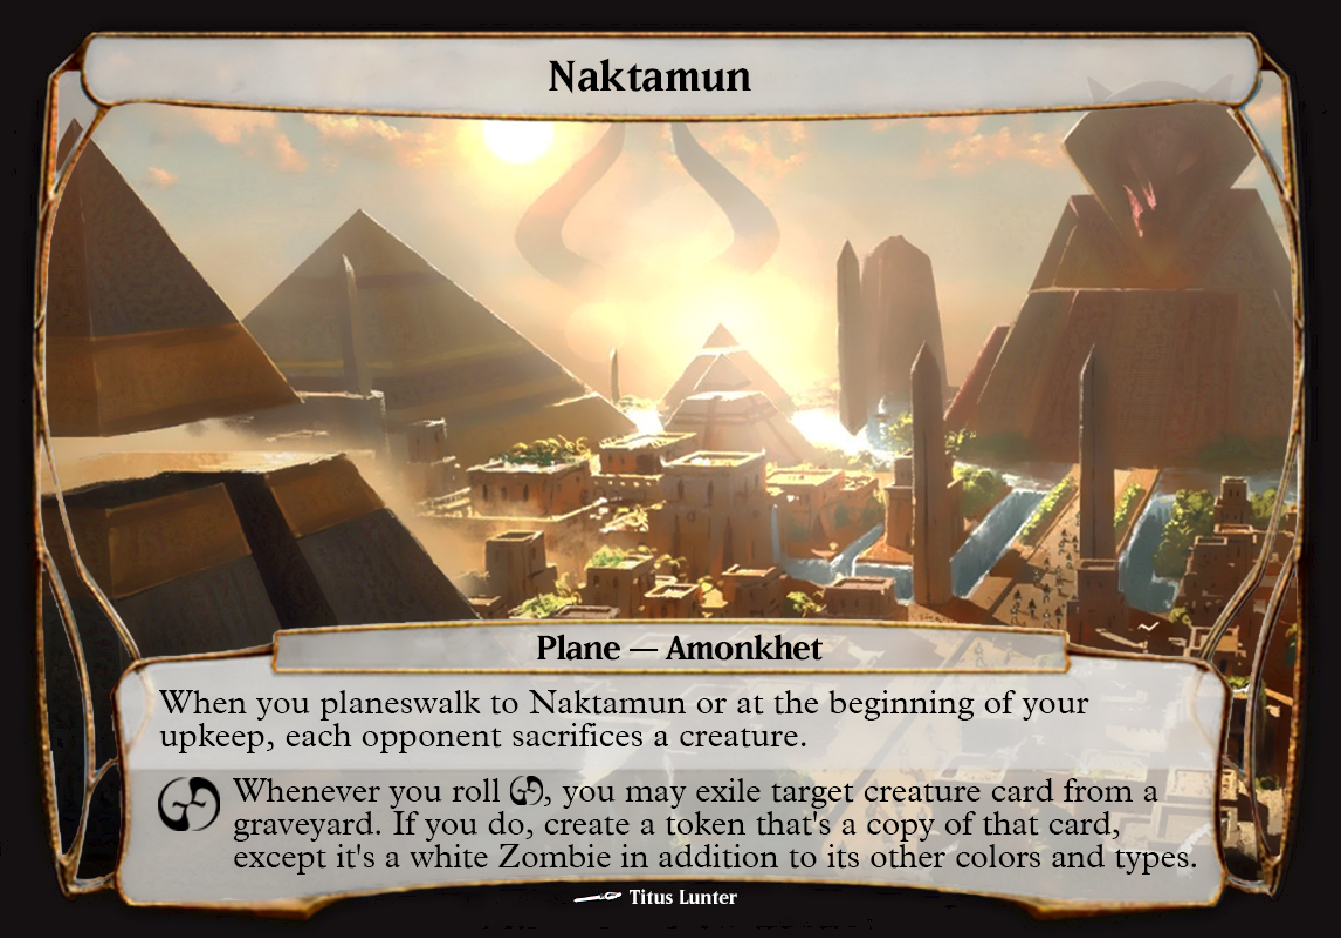 Naktamun
Plane — Amonkhet
When you planeswalk to Naktamun or at the beginning of your
upkeep, each opponent sacrifices a creature.
Whenever you roll , you may exile target creature card from a
graveyard. If you do, create a token that's a copy of that card,
except it's a white Zombie in addition to its other colors and types.
Titus Lunter